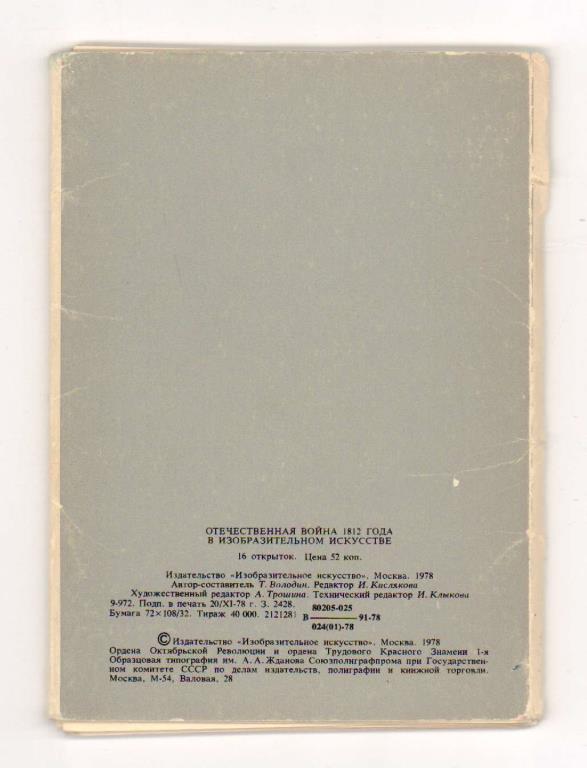 ОТЕЧЕСТВЕННАЯ ВОЙНА 1812 ГОДА
В ИЗОБРАЗИТЕЛЬНОМ ИСКУССТВЕ
16 открыток. Цена 52 коп.
Издательство «Изобразительное искусство». Москва. 1978
Автор-составитель Т. Володин. Редактор И. Кислякова
Художественный редактор А. Трошина. Технический редактор И. Клыкова
9-972. Подп. в печать 20/XI-78 г. З. 2428.
Бумага 72×108/32. Тираж 40 000. 212128
80205-025
В 91-78
024(01)-78
© Издательство «Изобразительное искусство». Москва. 1978
Ордена Октябрьской Революции и ордена Трудового Красного Знамени 1-я
Образцовая типография им. А. А. Жданова Союзполиграфпрома при Государствен-
ном комитете СССР по делам издательств, полиграфии и книжной торговли.
Москва, М-54, Валовая, 28